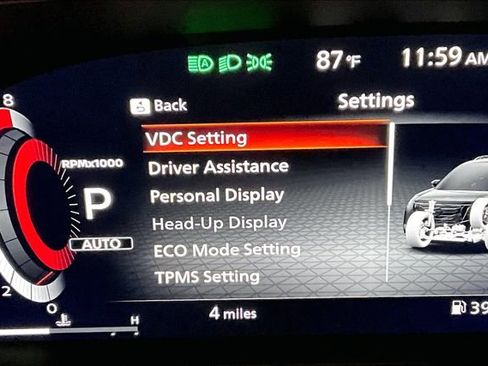 87°F 11:59 AM
Back Settings
8
VDC Setting
RPMx1000
Driver Assistance
P
Personal Display
Head-Up Display
AUTO
ECO Mode Setting
TPMS Setting
2
0
4 miles
39
H